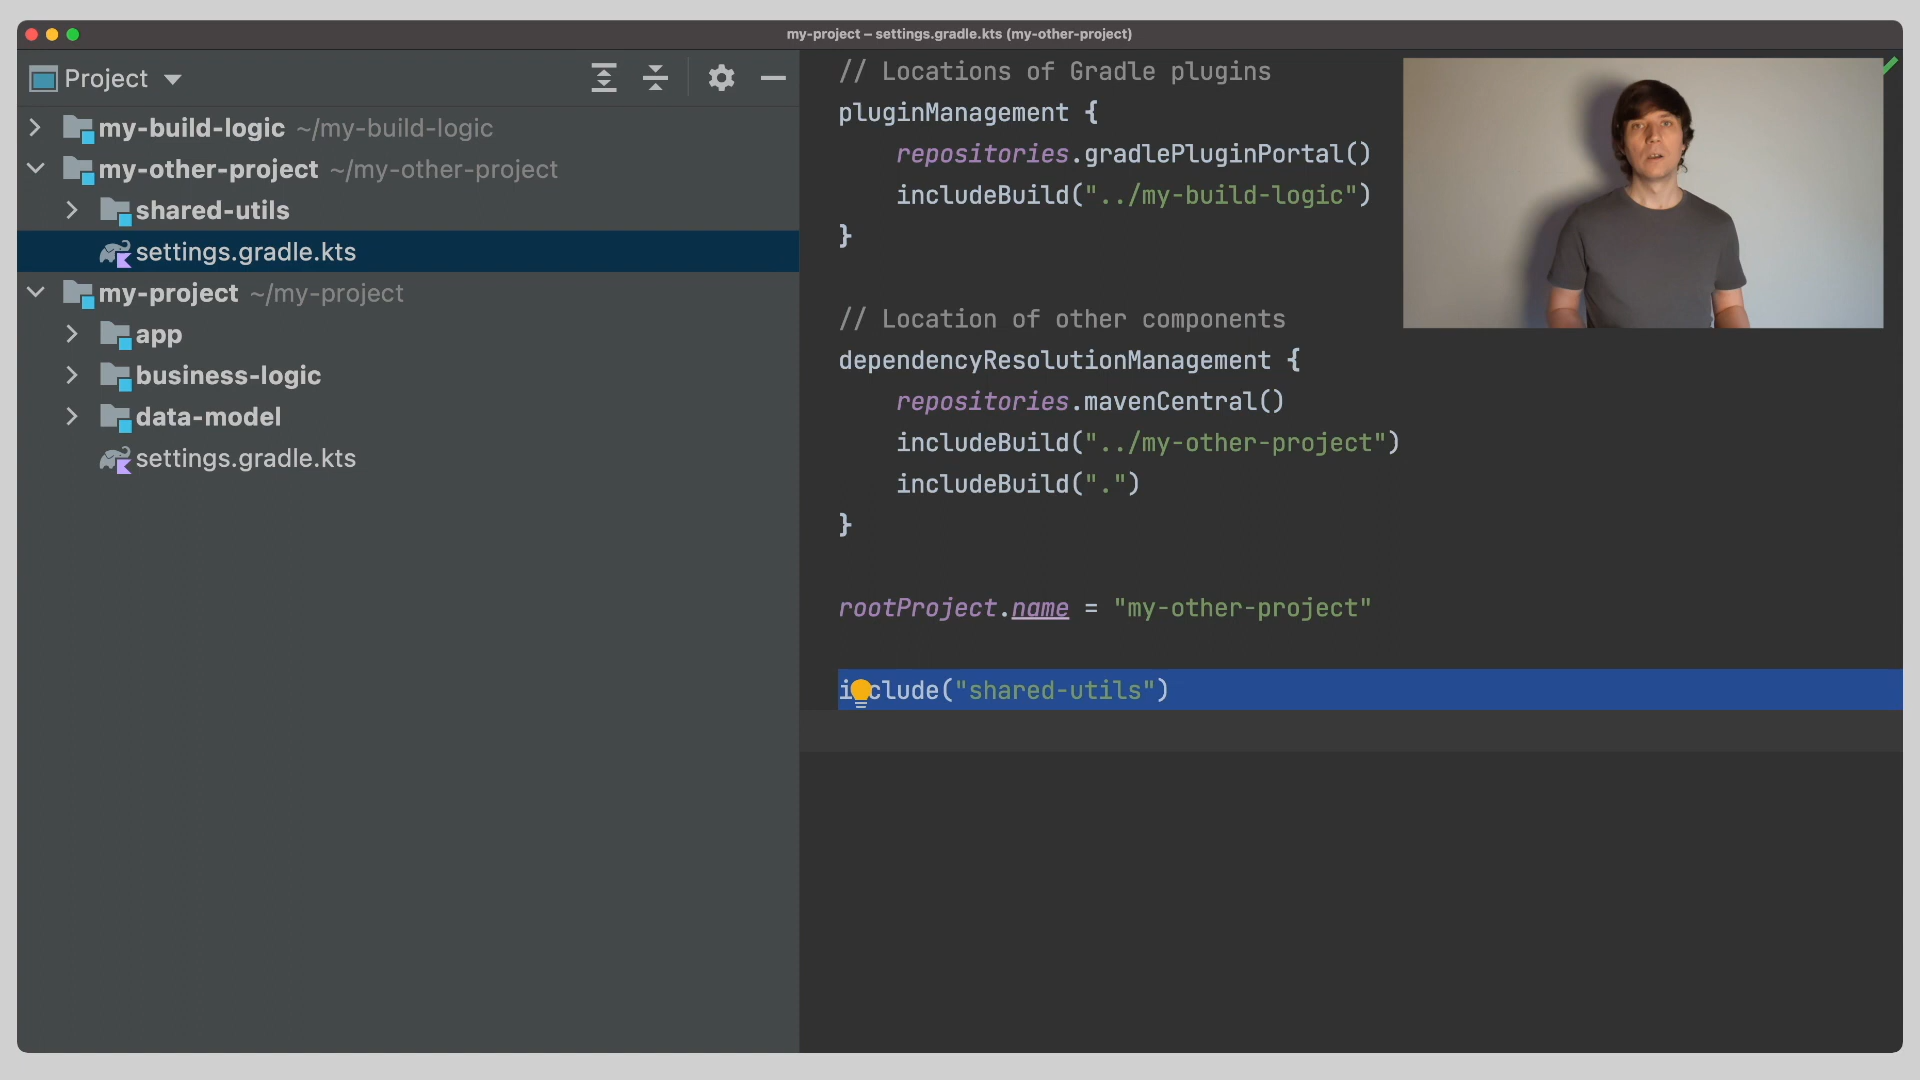 my-project – settings.gradle.kts (my-other-project)
Project
my-build-logic ~/my-build-logic
my-other-project ~/my-other-project
shared-utils
settings.gradle.kts
my-project ~/my-project
app
business-logic
data-model
settings.gradle.kts
// Locations of Gradle plugins
pluginManagement {
    repositories.gradlePluginPortal()
    includeBuild("../my-build-logic")
}
// Location of other components
dependencyResolutionManagement {
    repositories.mavenCentral()
    includeBuild("../my-other-project")
    includeBuild(".")
}
rootProject.name = "my-other-project"
include("shared-utils")